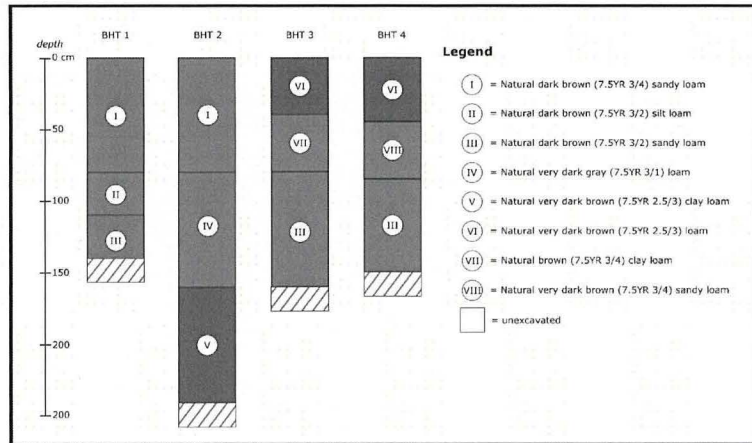 depth
BHT 1
BHT 2
BHT 3
BHT 4
0 cm
50
100
150
200
200
I
II
III
I
IV
V
VI
VII
III
VI
VIII
III
Legend
I = Natural dark brown (7.5YR 3/4) sandy loam
II = Natural dark brown (7.5YR 3/2) silt loam
III = Natural dark brown (7.5YR 3/2) sandy loam
IV = Natural very dark gray (7.5YR 3/1) loam
V = Natural very dark brown (7.5YR 2.5/3) clay loam
VI = Natural very dark brown (7.5YR 2.5/3) loam
VII = Natural brown (7.5YR 3/4) clay loam
VIII = Natural very dark brown (7.5YR 3/4) sandy loam
= unexcavated